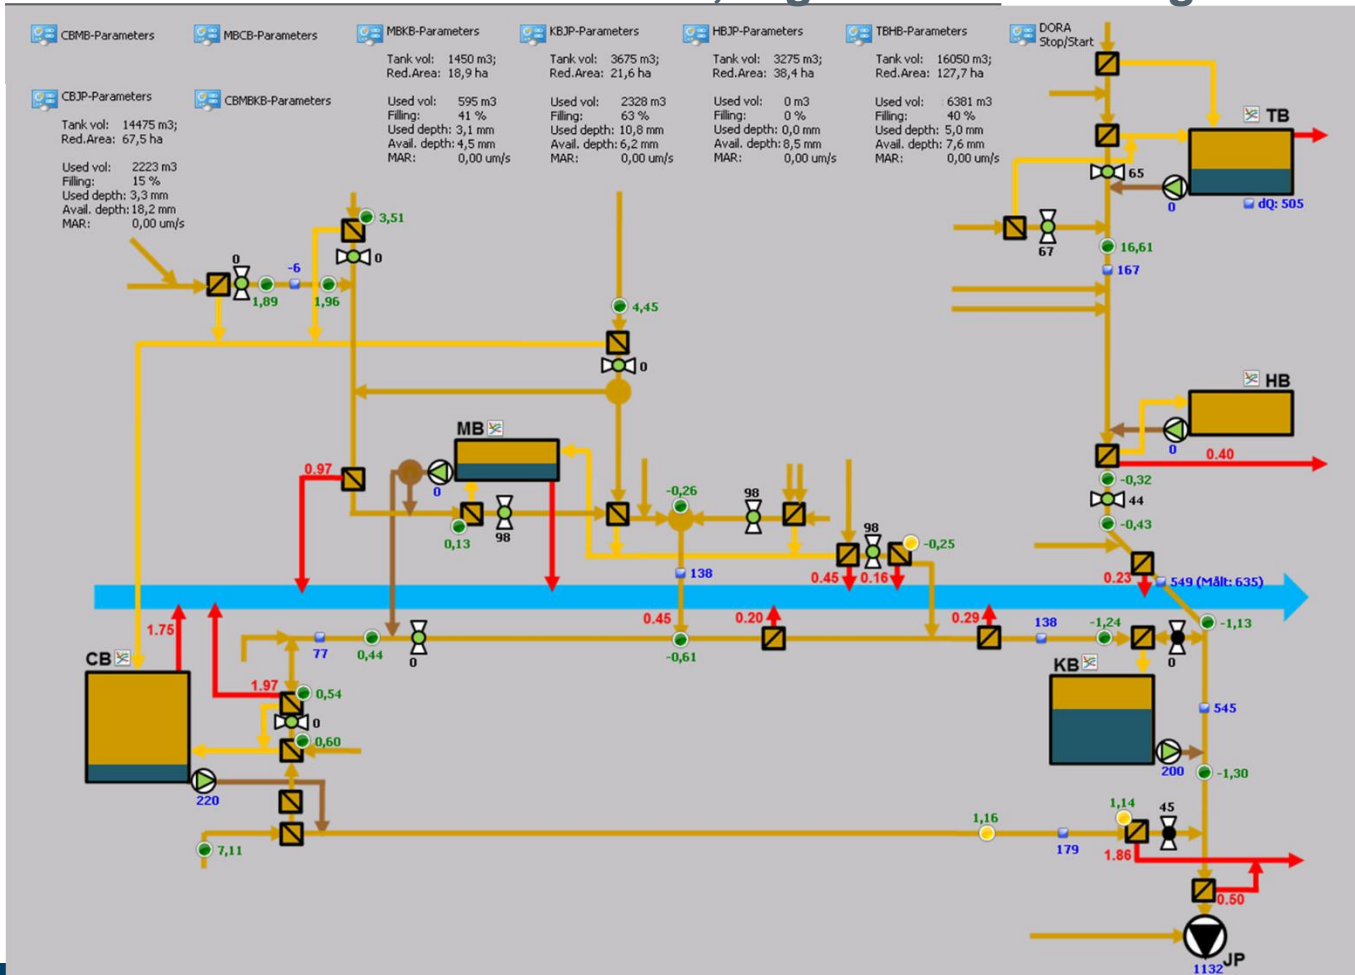 CBMB-Parameters
MBCB-Parameters
MBKB-Parameters
KBJP-Parameters
HBJP-Parameters
TBHB-Parameters
DORA
Stop/Start
Tank vol: 1450 m3;
Red.Area: 18,9 ha
Used vol: 595 m3
Filling: 41 %
Used depth: 3,1 mm
Avail. depth: 4,5 mm
MAR: 0,00 um/s
Tank vol: 3675 m3;
Red.Area: 21,6 ha
Used vol: 2328 m3
Filling: 63 %
Used depth: 10,8 mm
Avail. depth: 6,2 mm
MAR: 0,00 um/s
Tank vol: 3275 m3;
Red.Area: 38,4 ha
Used vol: 0 m3
Filling: 0 %
Used depth: 0,0 mm
Avail. depth: 8,5 mm
MAR: 0,00 um/s
Tank vol: 16050 m3;
Red.Area: 127,7 ha
Used vol: 6381 m3
Filling: 40 %
Used depth: 5,0 mm
Avail. depth: 7,6 mm
MAR: 0,00 um/s
CBJP-Parameters
CBMBKB-Parameters
Tank vol: 14475 m3;
Red.Area: 67,5 ha
Used vol: 2223 m3
Filling: 15 %
Used depth: 3,3 mm
Avail. depth: 18,2 mm
MAR: 0,00 um/s
TB
65
0
dQ: 505
67
16,61
167
3,51
0
0
-6
1,89
1,96
4,45
0
HB
0
0.40
MB
0.97
0
-0,26
98
-0,32
44
-0,43
0,13
98
98
-0,25
138
0.45
0.16
0.23
549 (Målt: 635)
1.75
0.45
0.20
0.29
138
-1,24
-1,13
77
0,44
0
-0,61
0
CB
KB
1.97
0,54
0
0,60
545
220
200
-1,30
7,11
1,16
179
1,14
45
1.86
0.50
JP
1132